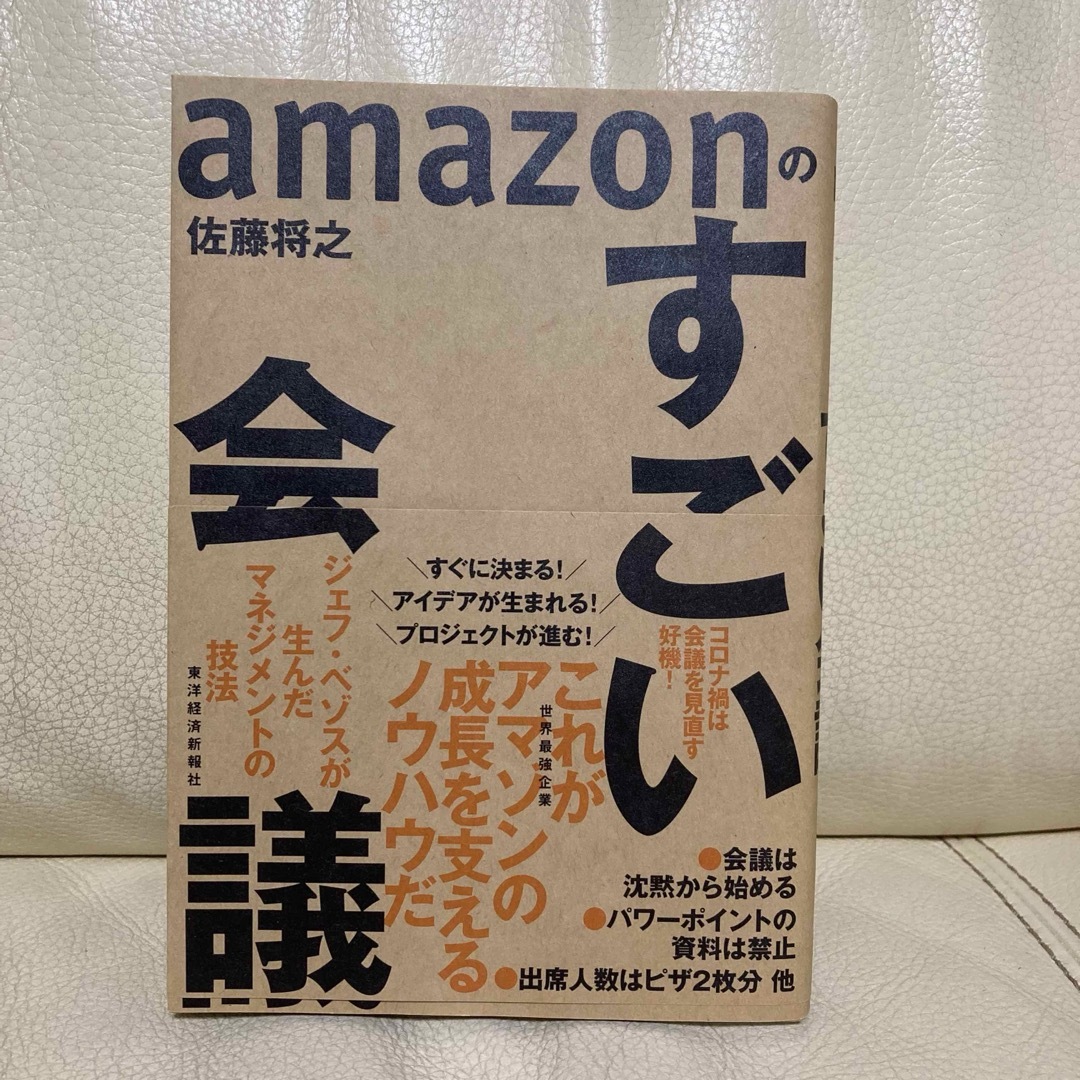 amazonの
すごい
会議
佐藤将之
\すぐに決まる!/
\アイデアが生まれる!/
\プロジェクトが進む!/
コロナ禍は
会議を見直す
好機!
これが
世界最強企業
アマゾンの
成長を支える
ノウハウだ
ジェフ・ベゾスが
生んだ
マネジメントの
技法
東洋経済新報社
●会議は
沈黙から始める
●パワーポイントの
資料は禁止
●出席人数はピザ2枚分 他